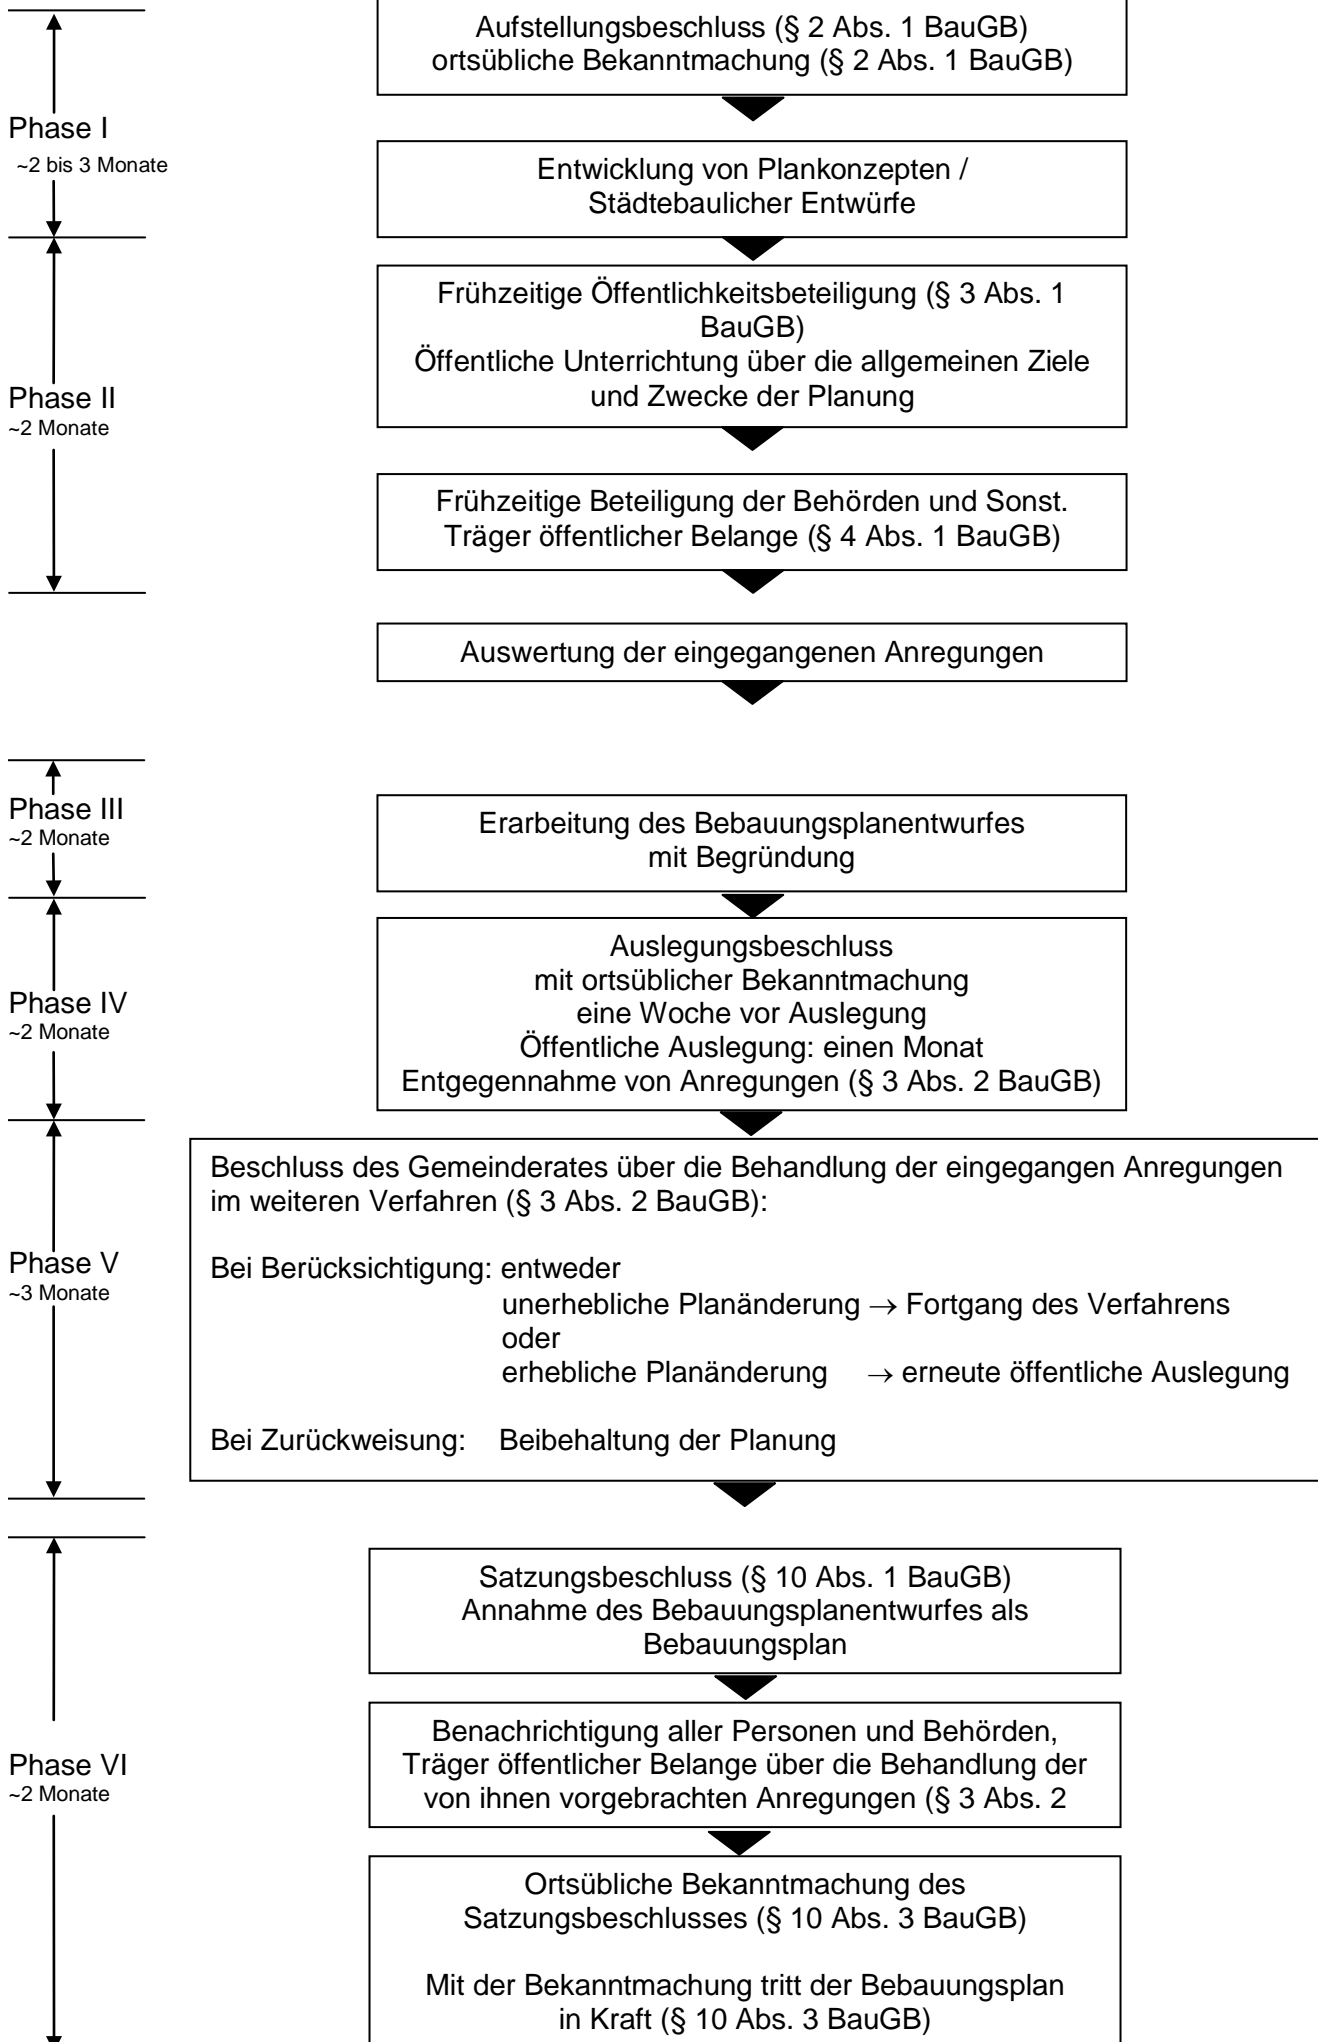 Aufstellungsbeschluss (§ 2 Abs. 1 BauGB)
ortsübliche Bekanntmachung (§ 2 Abs. 1 BauGB)
Phase I
~2 bis 3 Monate
Entwicklung von Plankonzepten /
Städtebaulicher Entwürfe
Frühzeitige Öffentlichkeitsbeteiligung (§ 3 Abs. 1
BauGB)
Öffentliche Unterrichtung über die allgemeinen Ziele
und Zwecke der Planung
Phase II
~2 Monate
Frühzeitige Beteiligung der Behörden und Sonst.
Träger öffentlicher Belange (§ 4 Abs. 1 BauGB)
Auswertung der eingegangenen Anregungen
Phase III
~2 Monate
Erarbeitung des Bebauungsplanentwurfes
mit Begründung
Phase IV
~2 Monate
Auslegungsbeschluss
mit ortsüblicher Bekanntmachung
eine Woche vor Auslegung
Öffentliche Auslegung: einen Monat
Entgegennahme von Anregungen (§ 3 Abs. 2 BauGB)
Phase V
~3 Monate
Beschluss des Gemeinderates über die Behandlung der eingegangen Anregungen
im weiteren Verfahren (§ 3 Abs. 2 BauGB):
Bei Berücksichtigung: entweder
unerhebliche Planänderung → Fortgang des Verfahrens
oder
erhebliche Planänderung → erneute öffentliche Auslegung
Bei Zurückweisung: Beibehaltung der Planung
Satzungsbeschluss (§ 10 Abs. 1 BauGB)
Annahme des Bebauungsplanentwurfes als
Bebauungsplan
Phase VI
~2 Monate
Benachrichtigung aller Personen und Behörden,
Träger öffentlicher Belange über die Behandlung der
von ihnen vorgebrachten Anregungen (§ 3 Abs. 2
Ortsübliche Bekanntmachung des
Satzungsbeschlusses (§ 10 Abs. 3 BauGB)
Mit der Bekanntmachung tritt der Bebauungsplan
in Kraft (§ 10 Abs. 3 BauGB)